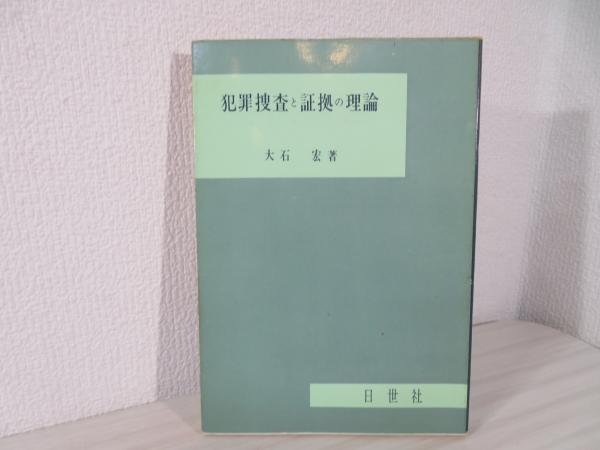 犯罪捜査と証拠の理論
大石 宏著
日世社